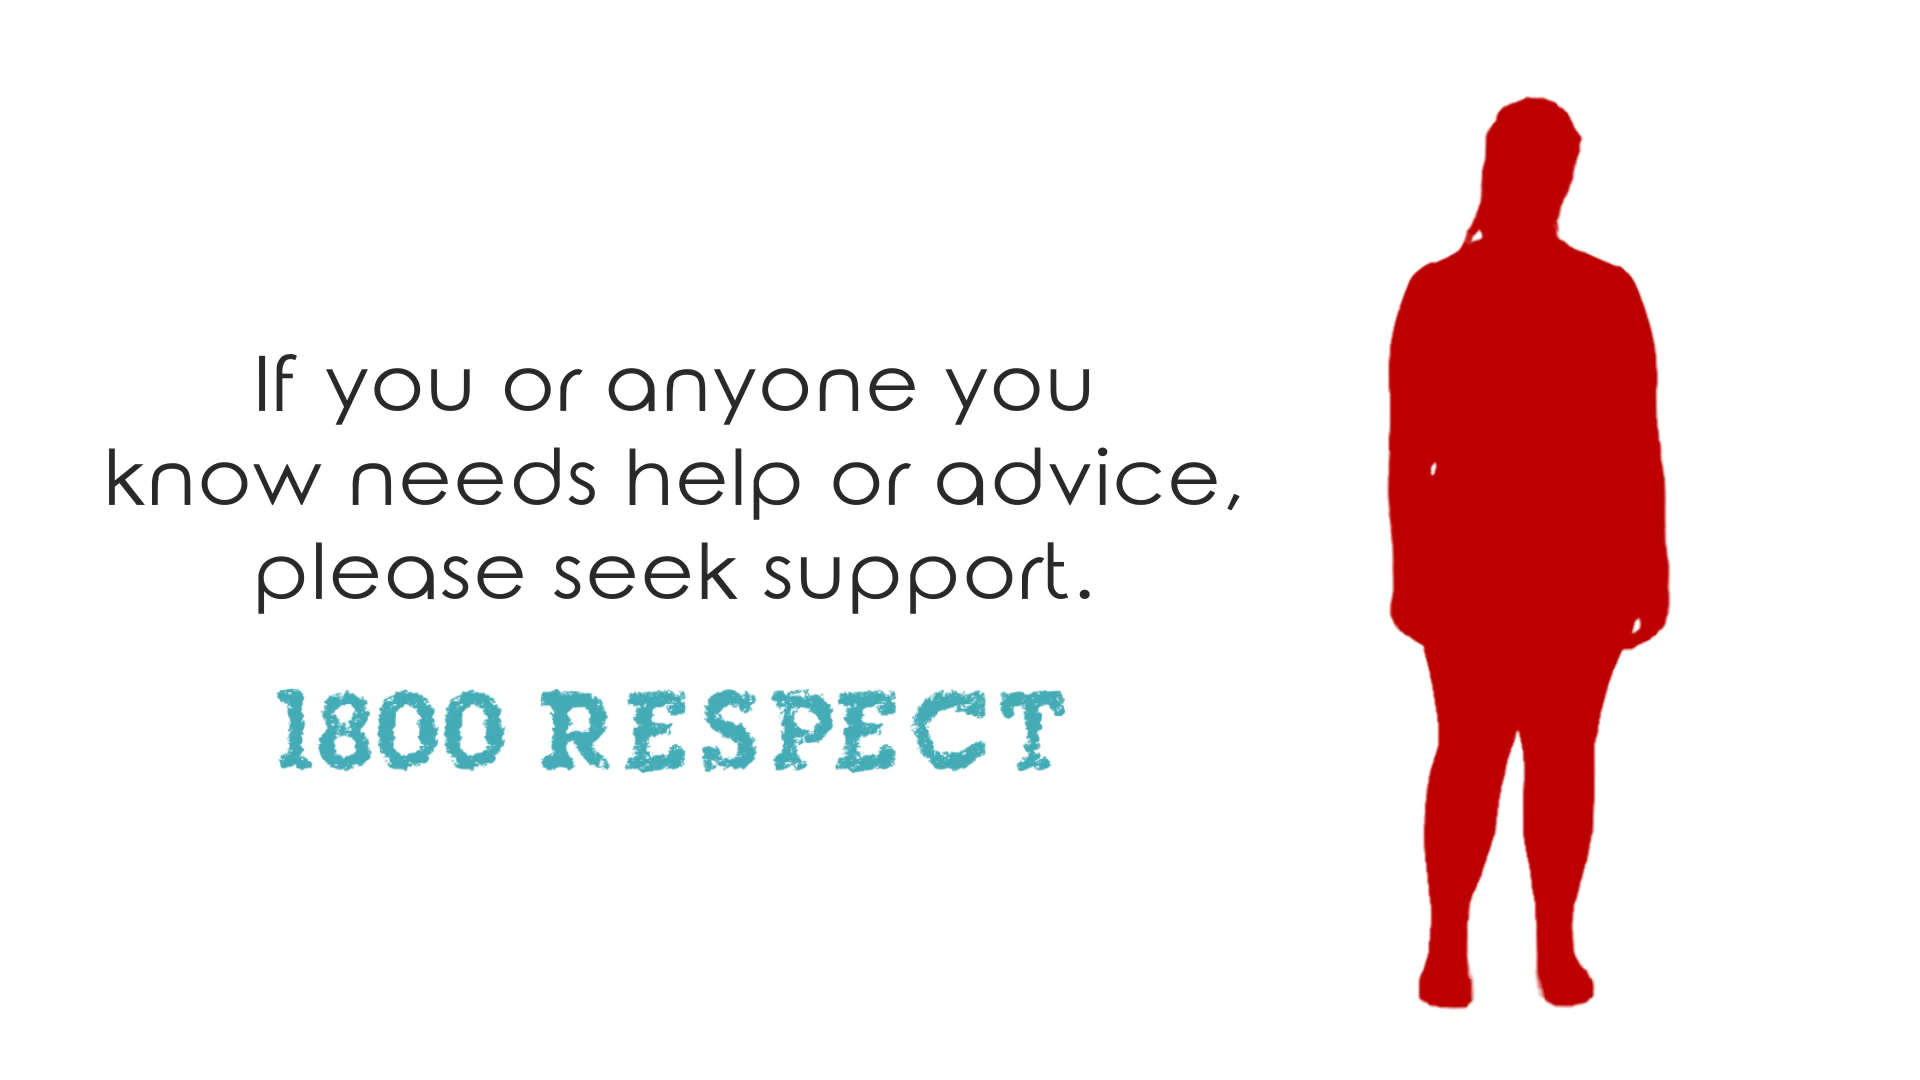 If you or anyone you
know needs help or advice,
please seek support.
1800 RESPECT